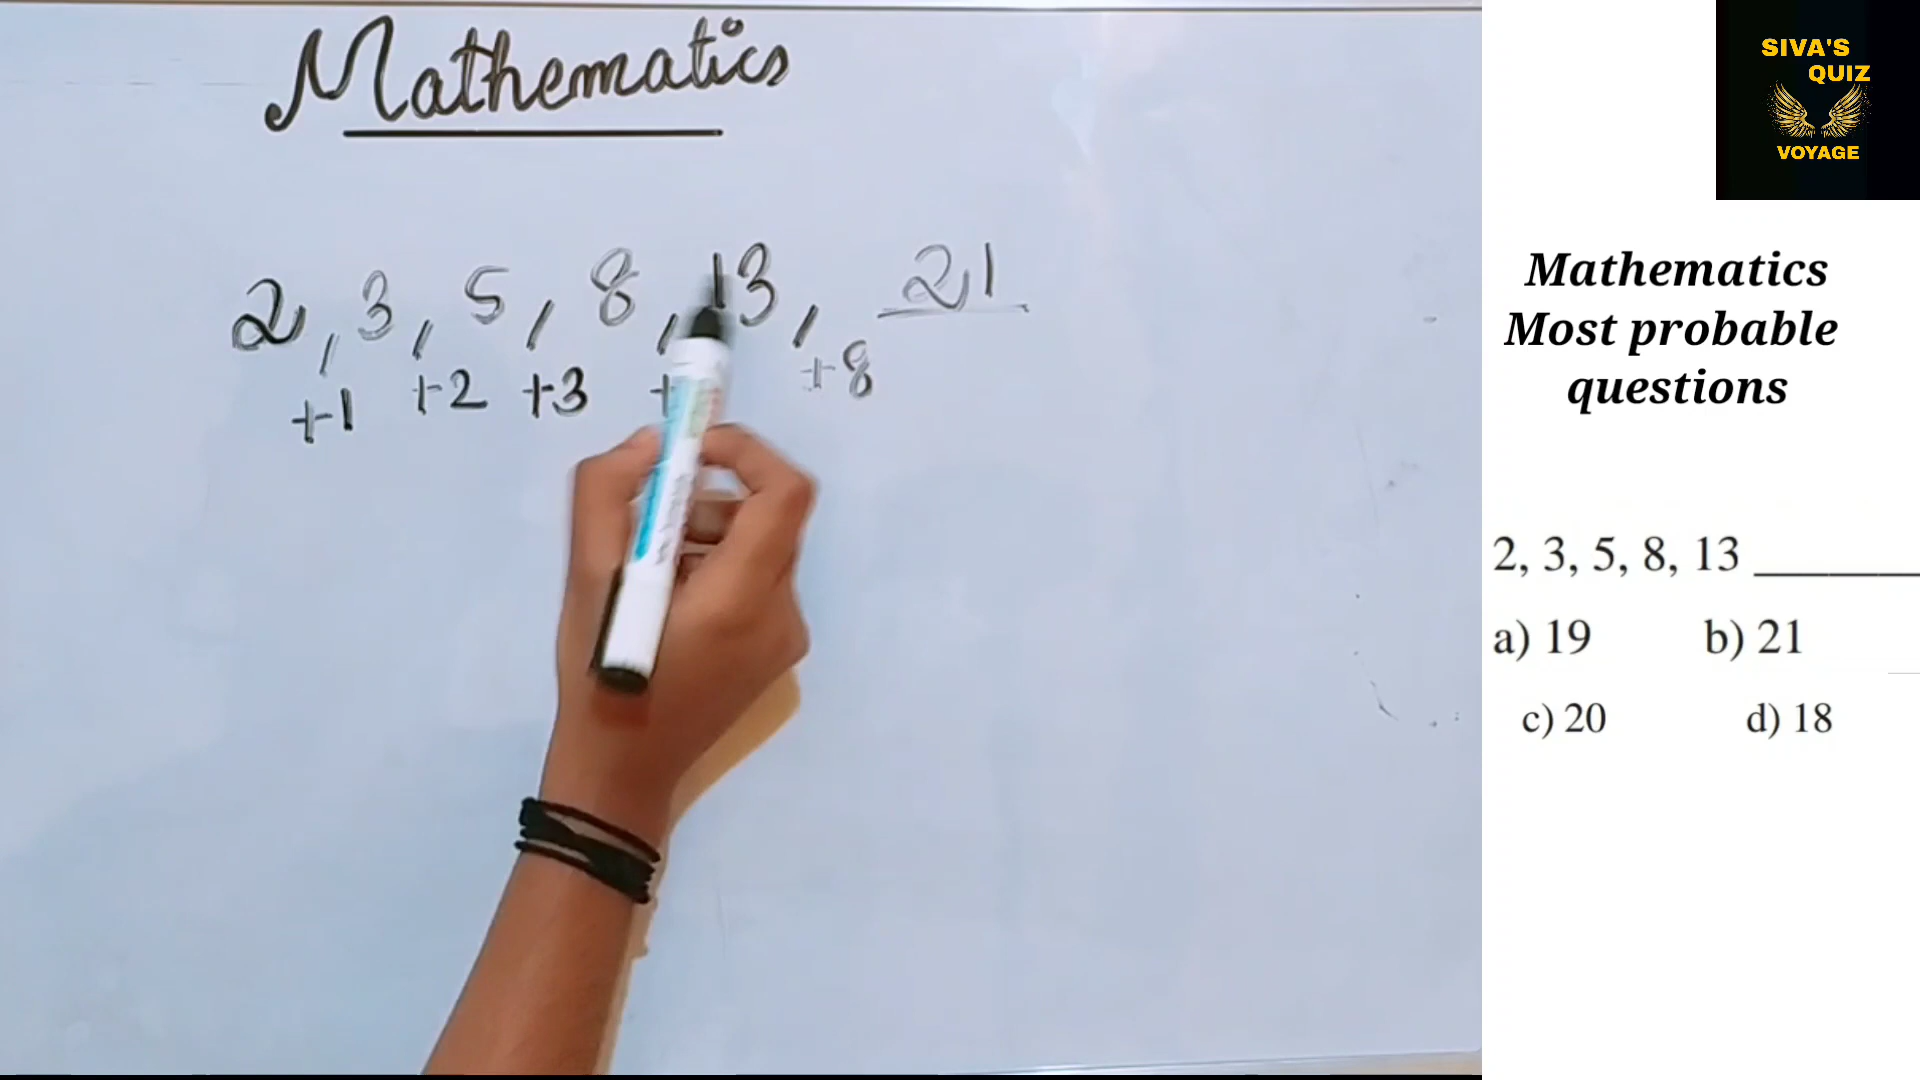 Mathematics
2, 3, 5, 8, 13, 21
+1 +2 +3 + +8
SIVA'S
QUIZ
VOYAGE
Mathematics
Most probable
questions
2, 3, 5, 8, 13 ______
a) 19 b) 21
c) 20 d) 18